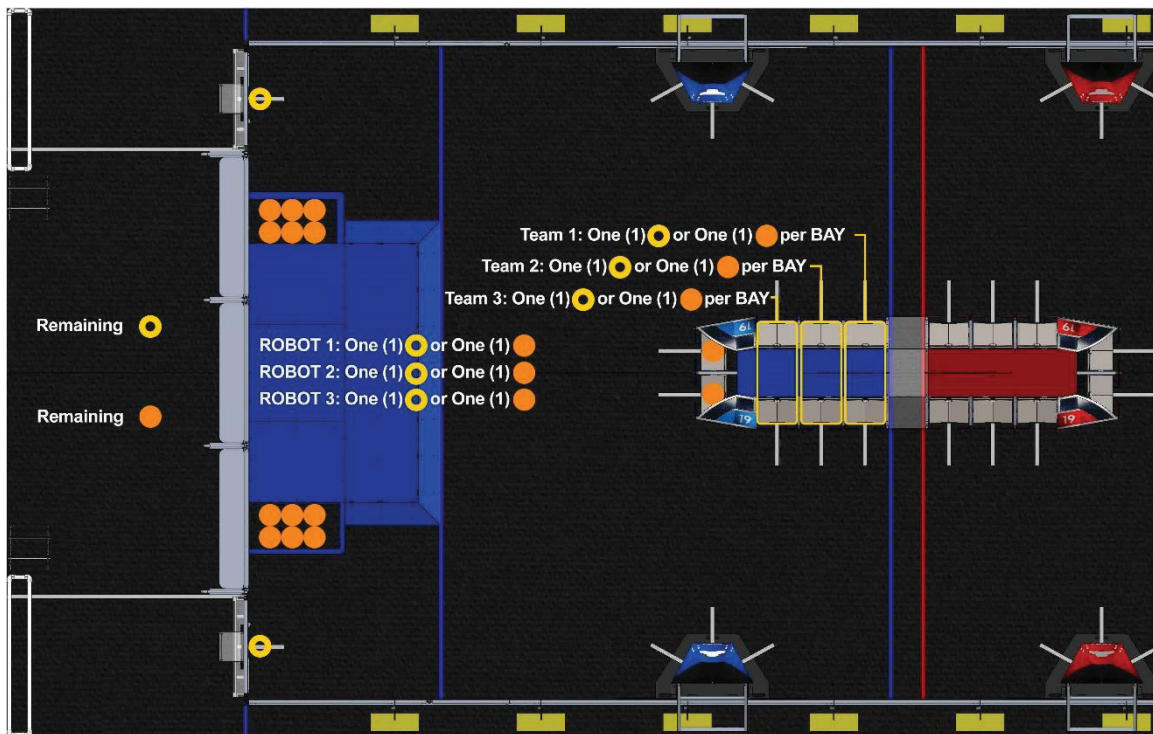 Team 1: One (1) or One (1) per BAY
Team 2: One (1) or One (1) per BAY
Team 3: One (1) or One (1) per BAY
19 61
Remaining
ROBOT 1: One (1) or One (1)
ROBOT 2: One (1) or One (1)
ROBOT 3: One (1) or One (1)
Remaining
19 19